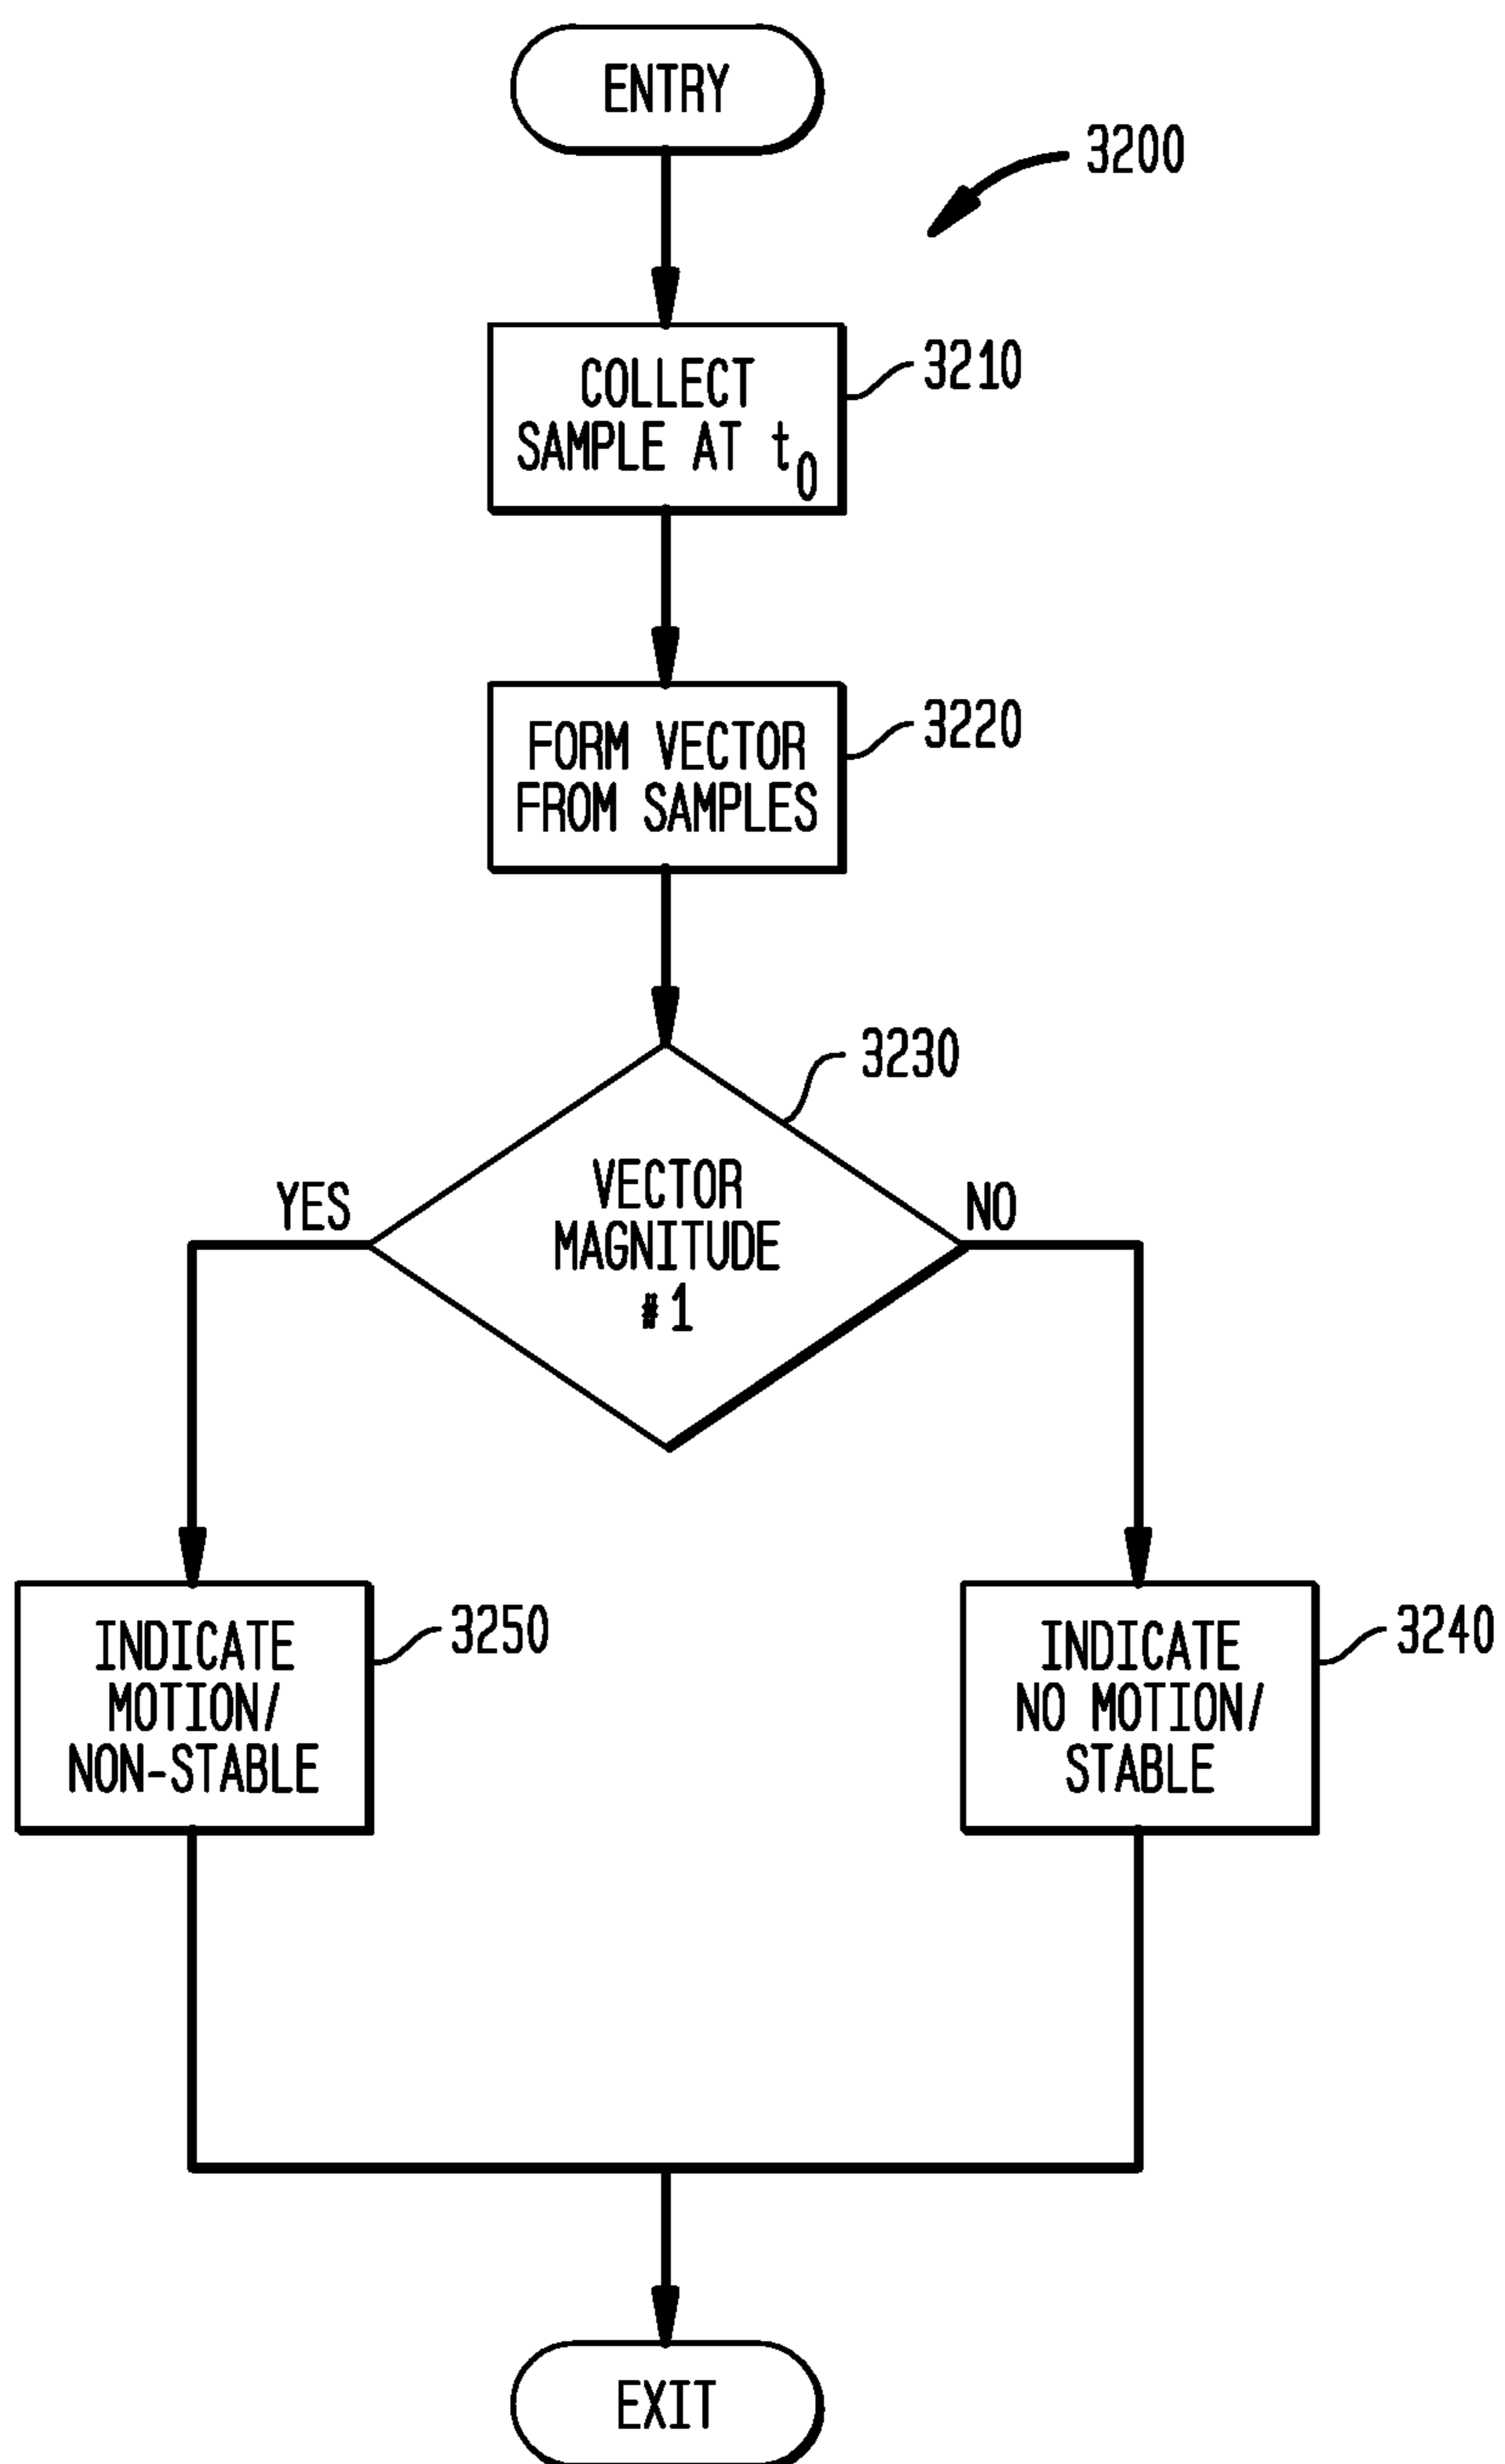 ENTRY
3200
COLLECT
SAMPLE AT t0
3210
FORM VECTOR
FROM SAMPLES
3220
3230
VECTOR
MAGNITUDE
#1
YES
NO
INDICATE
MOTION/
NON-STABLE
3250
INDICATE
NO MOTION/
STABLE
3240
EXIT